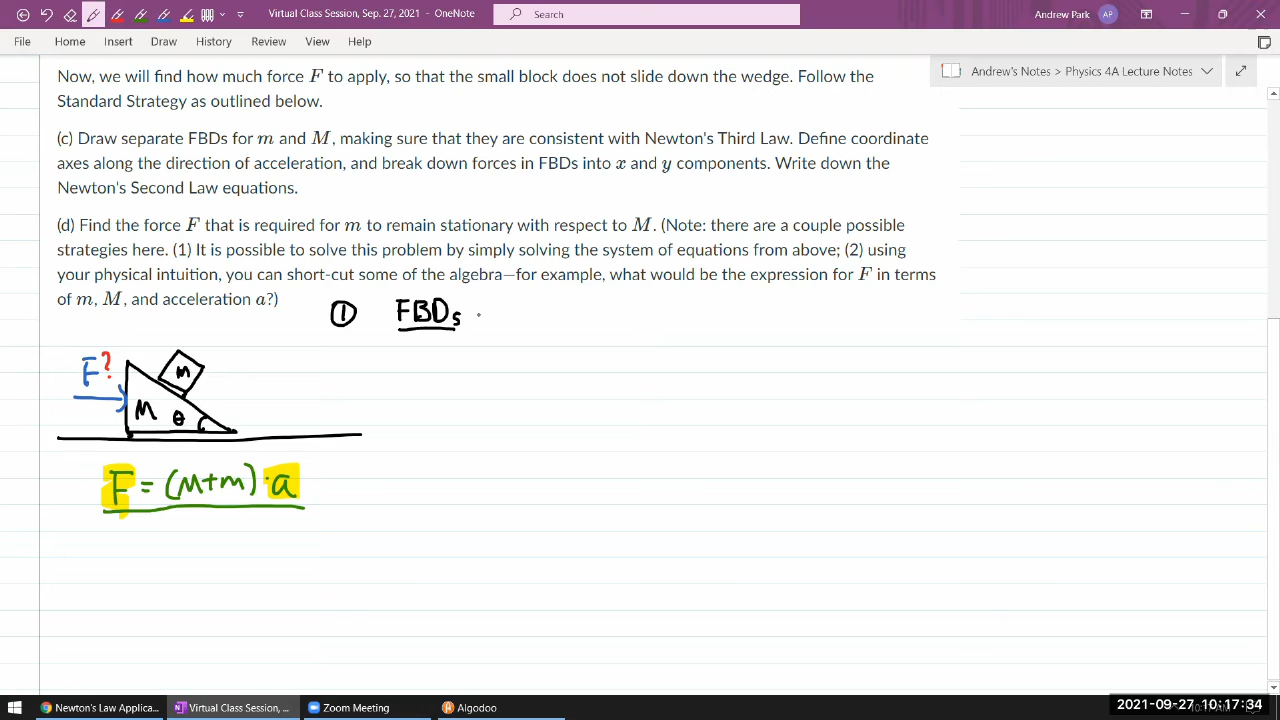 Virtual Class Session, Sep. 27, 2021 - OneNote
Search
Andrew Park
AP
File Home Insert Draw History Review View Help
Andrew's Notes > Physics 4A Lecture Notes
Now, we will find how much force F to apply, so that the small block does not slide down the wedge. Follow the
Standard Strategy as outlined below.
(c) Draw separate FBDs for m and M, making sure that they are consistent with Newton's Third Law. Define coordinate
axes along the direction of acceleration, and break down forces in FBDs into x and y components. Write down the
Newton's Second Law equations.
(d) Find the force F that is required for m to remain stationary with respect to M. (Note: there are a couple possible
strategies here. (1) It is possible to solve this problem by simply solving the system of equations from above; (2) using
your physical intuition, you can short-cut some of the algebra—for example, what would be the expression for F in terms
of m, M, and acceleration a?)
① FBDs
F?
m
M θ
F = (M+m) · a
Newton's Law Applica...
Virtual Class Session, ...
Zoom Meeting
Algodoo
2021-09-27 10:17:34